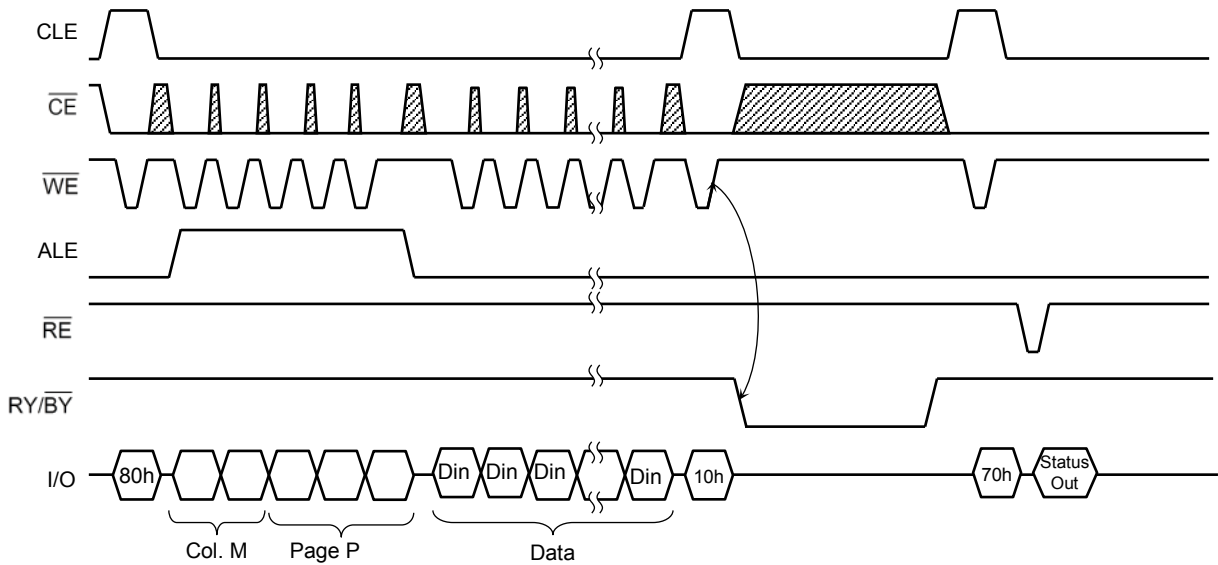 CLE
CE
WE
ALE
RE
RY/BY
I/O 80h Din Din Din Din 10h 70h Status Out
Col. M Page P Data